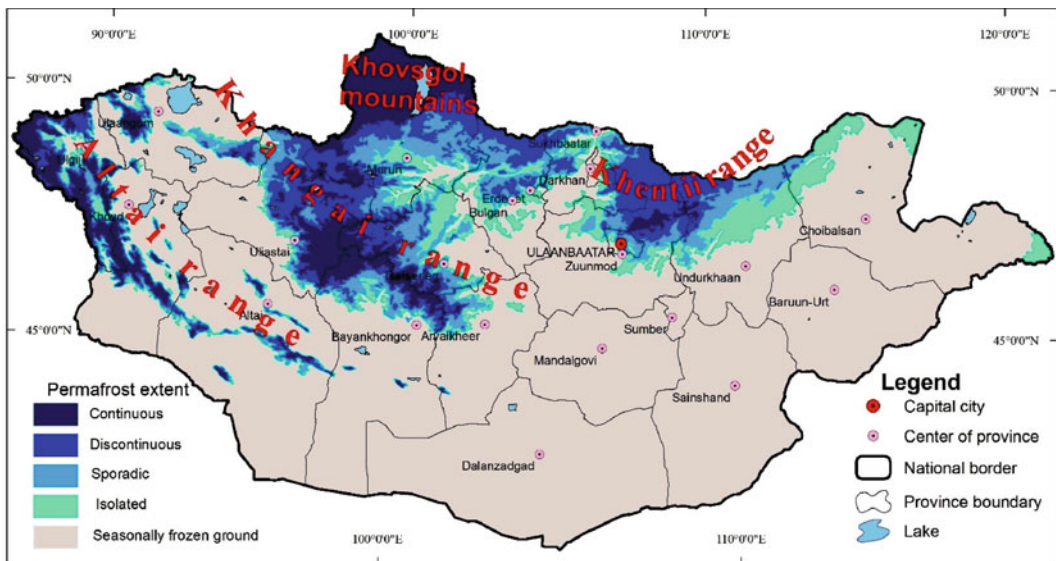 90°0'0"E
100°0'0"E
110°0'0"E
120°0'0"E
50°0'0"N
50°0'0"N
Khovsgol
mountains
Khangai range
Altai range
Khentii range
Ulaangom
Ulgii
Khovd
Murun
Sukhbaatar
Darkhan
Erdenet
Bulgan
Uliastai
ULAANBAATAR
Zuunmod
Choibalsan
Undurkhaan
Baruun-Urt
Altai
Bayankhongor
Arvaikheer
Sumber
Mandalgovi
Sainshand
Dalanzadgad
45°0'0"N
45°0'0"N
Permafrost extent
Continuous
Discontinuous
Sporadic
Isolated
Seasonally frozen ground
Legend
Capital city
Center of province
National border
Province boundary
Lake
100°0'0"E
110°0'0"E